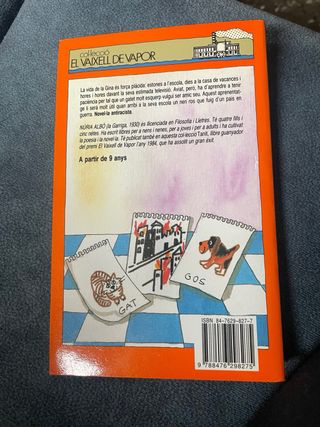 col·lecció
EL VAIXELL DE VAPOR
La vida de la Gina és força plàcida: estones a l'escola, dies a la casa de vacances i
hores i hores davant la seva estimada televisió. Aviat, però, ha d'aprendre a tenir
paciència per tal que un gatet molt esquerp vulgui ser amic seu. Aquest aprenentat-
ge li serà molt útil quan arribi a la seva escola un nen ros que fuig d'un país en
guerra. Novel·la antiracista.
NÚRIA ALBÓ (la Garriga, 1930) és llicenciada en Filosofia i Lletres. Té quatre fills i
cinc nétes. Ha escrit llibres per a nens i nenes, per a joves i per a adults i ha cultivat
la poesia i la novel·la. Té publicat també en aquesta col·lecció Tanit, llibre guanyador
del premi El Vaixell de Vapor l'any 1984, que ha assolit un gran èxit.
A partir de 9 anys
GAT
GOS
ISBN 84-7629-827-7
9 788476 298275